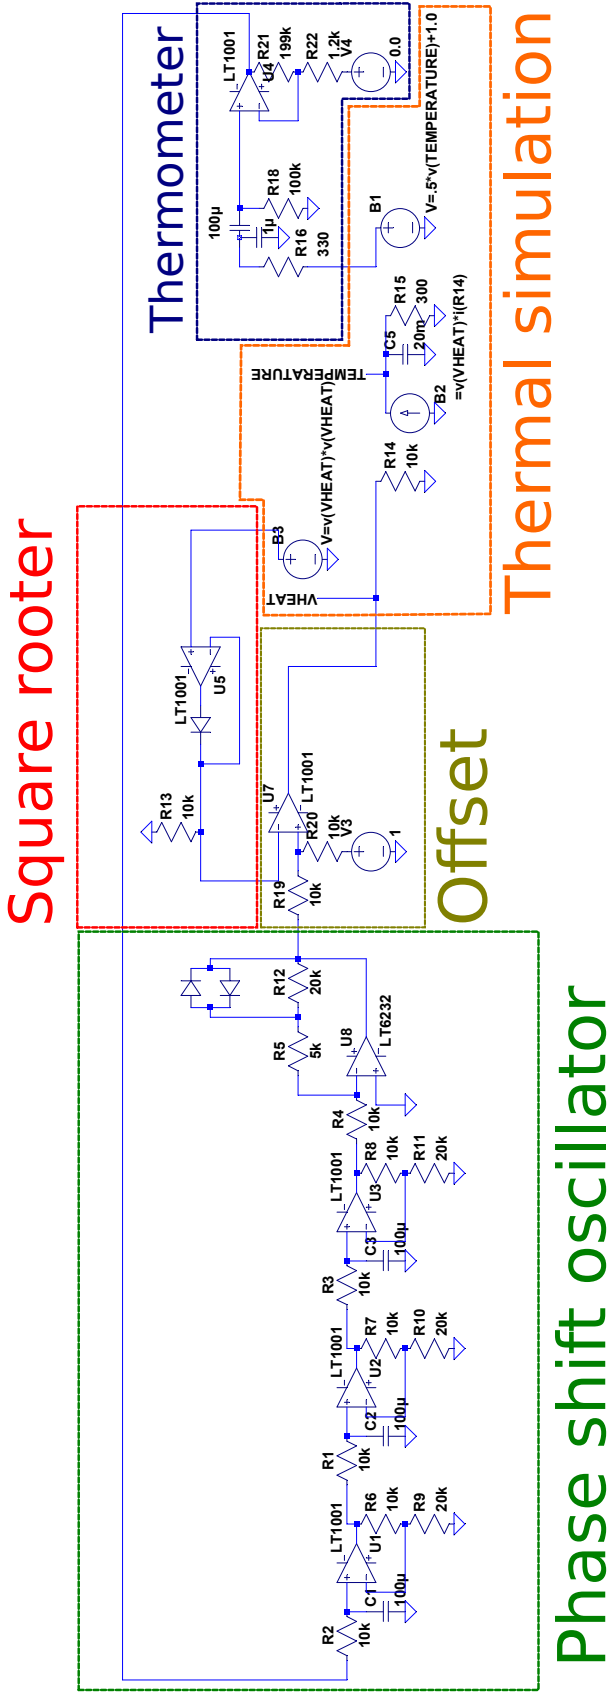 Thermometer
LT1001
U4
R21
199k
R22
1.2k
V4
0.0
100µ
1µ
R18
100k
R16
330
Thermal simulation
B1
V=.5*v(TEMPERATURE)+1.0
R15
300
C5
20m
TEMPERATURE
B2
=v(VHEAT)*i(R14)
R14
10k
B3
V=v(VHEAT)*v(VHEAT)
VHEAT
Square rooter
LT1001
U5
R13
10k
Offset
U7
LT1001
R20
10k
V3
1
R19
10k
Phase shift oscillator
R12
20k
R5
5k
U8
LT6232
R4
10k
LT1001
U3
R8
10k
R11
20k
C3
100µ
R3
10k
LT1001
U2
R7
10k
R10
20k
C2
100µ
R1
10k
LT1001
U1
R6
10k
R9
20k
C1
100µ
R2
10k